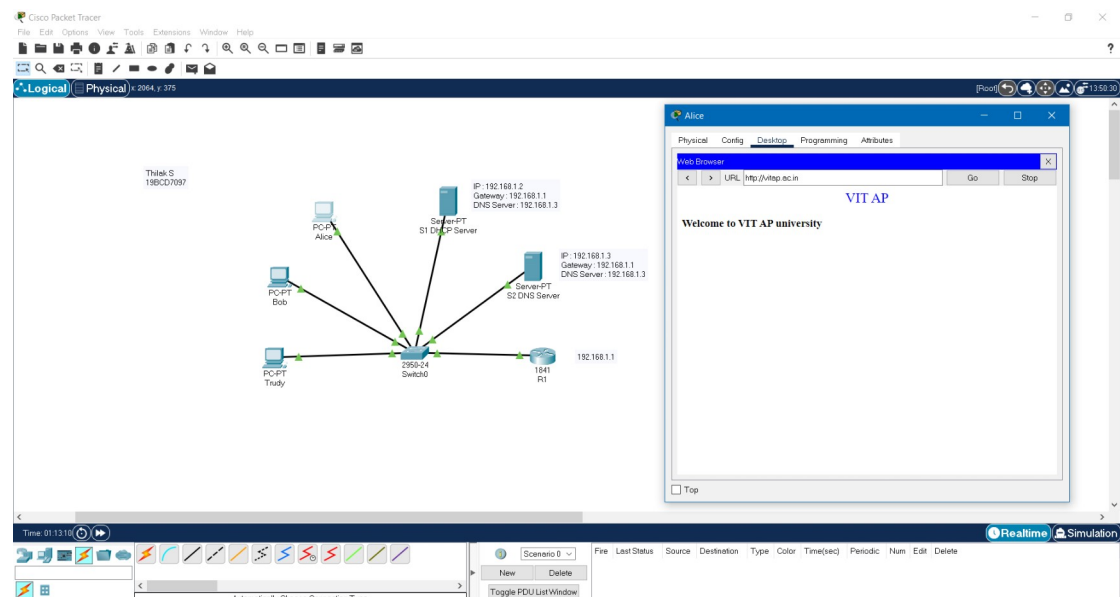 Cisco Packet Tracer
File Edit Options View Tools Extensions Window Help
?
Logical Physical x: 2064, y: 375
[Root] 13:50:30
Thilak S
19BCD7097
PC-PT
Alice
IP : 192.168.1.2
Gateway : 192.168.1.1
DNS Server : 192.168.1.3
Server-PT
S1 DHCP Server
IP : 192.168.1.3
Gateway : 192.168.1.1
DNS Server : 192.168.1.3
Server-PT
S2 DNS Server
PC-PT
Bob
PC-PT
Trudy
2950-24
Switch0
1841
R1
192.168.1.1
Alice
Physical Config Desktop Programming Attributes
Web Browser X
< > URL http://vitap.ac.in Go Stop
VIT AP
Welcome to VIT AP university
Top
Time: 01:13:10
Realtime Simulation
Scenario 0
New Delete
Toggle PDU List Window
Fire Last Status Source Destination Type Color Time(sec) Periodic Num Edit Delete